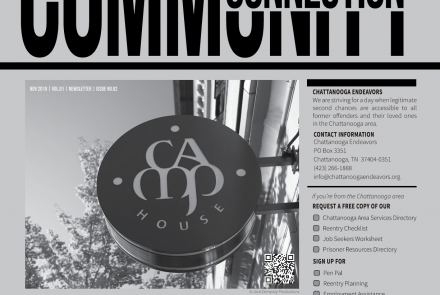 COMMUNITY
CONNECTION
NOV 2019 | VOL.01 | NEWSLETTER | ISSUE NO.02
CAMP
HOUSE
CHATTANOOGA ENDEAVORS
We are striving for a day when legitimate
second chances are accessible to all
former offenders and their loved ones
in the Chattanooga area.
CONTACT INFORMATION
Chattanooga Endeavors
PO Box 3351
Chattanooga, TN 37404-0351
(423) 266-1888
info@chattanoogaendeavors.org
If you're from the Chattanooga area
REQUEST A FREE COPY OF OUR
Chattanooga Area Services Directory
Reentry Checklist
Job Seekers Worksheet
Prisoner Resources Directory
SIGN UP FOR
Pen Pal
Reentry Planning
Employment Assistance